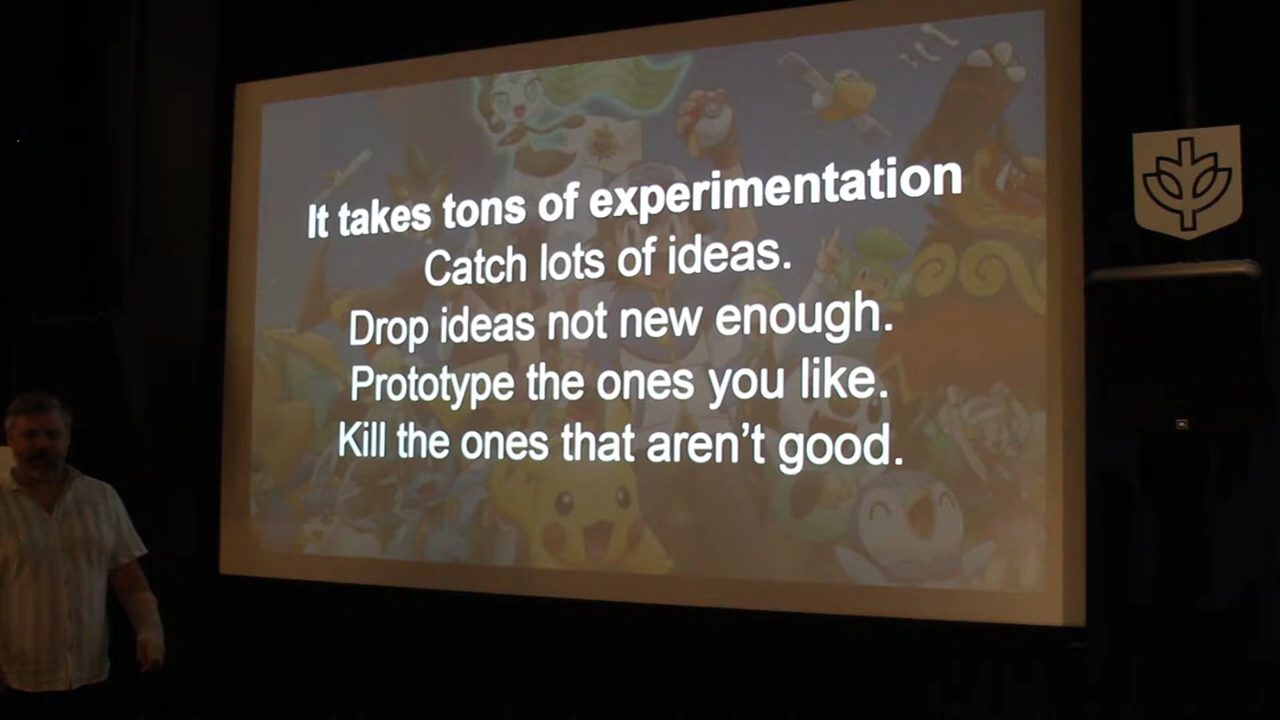 It takes tons of experimentation
Catch lots of ideas.
Drop ideas not new enough.
Prototype the ones you like.
Kill the ones that aren't good.